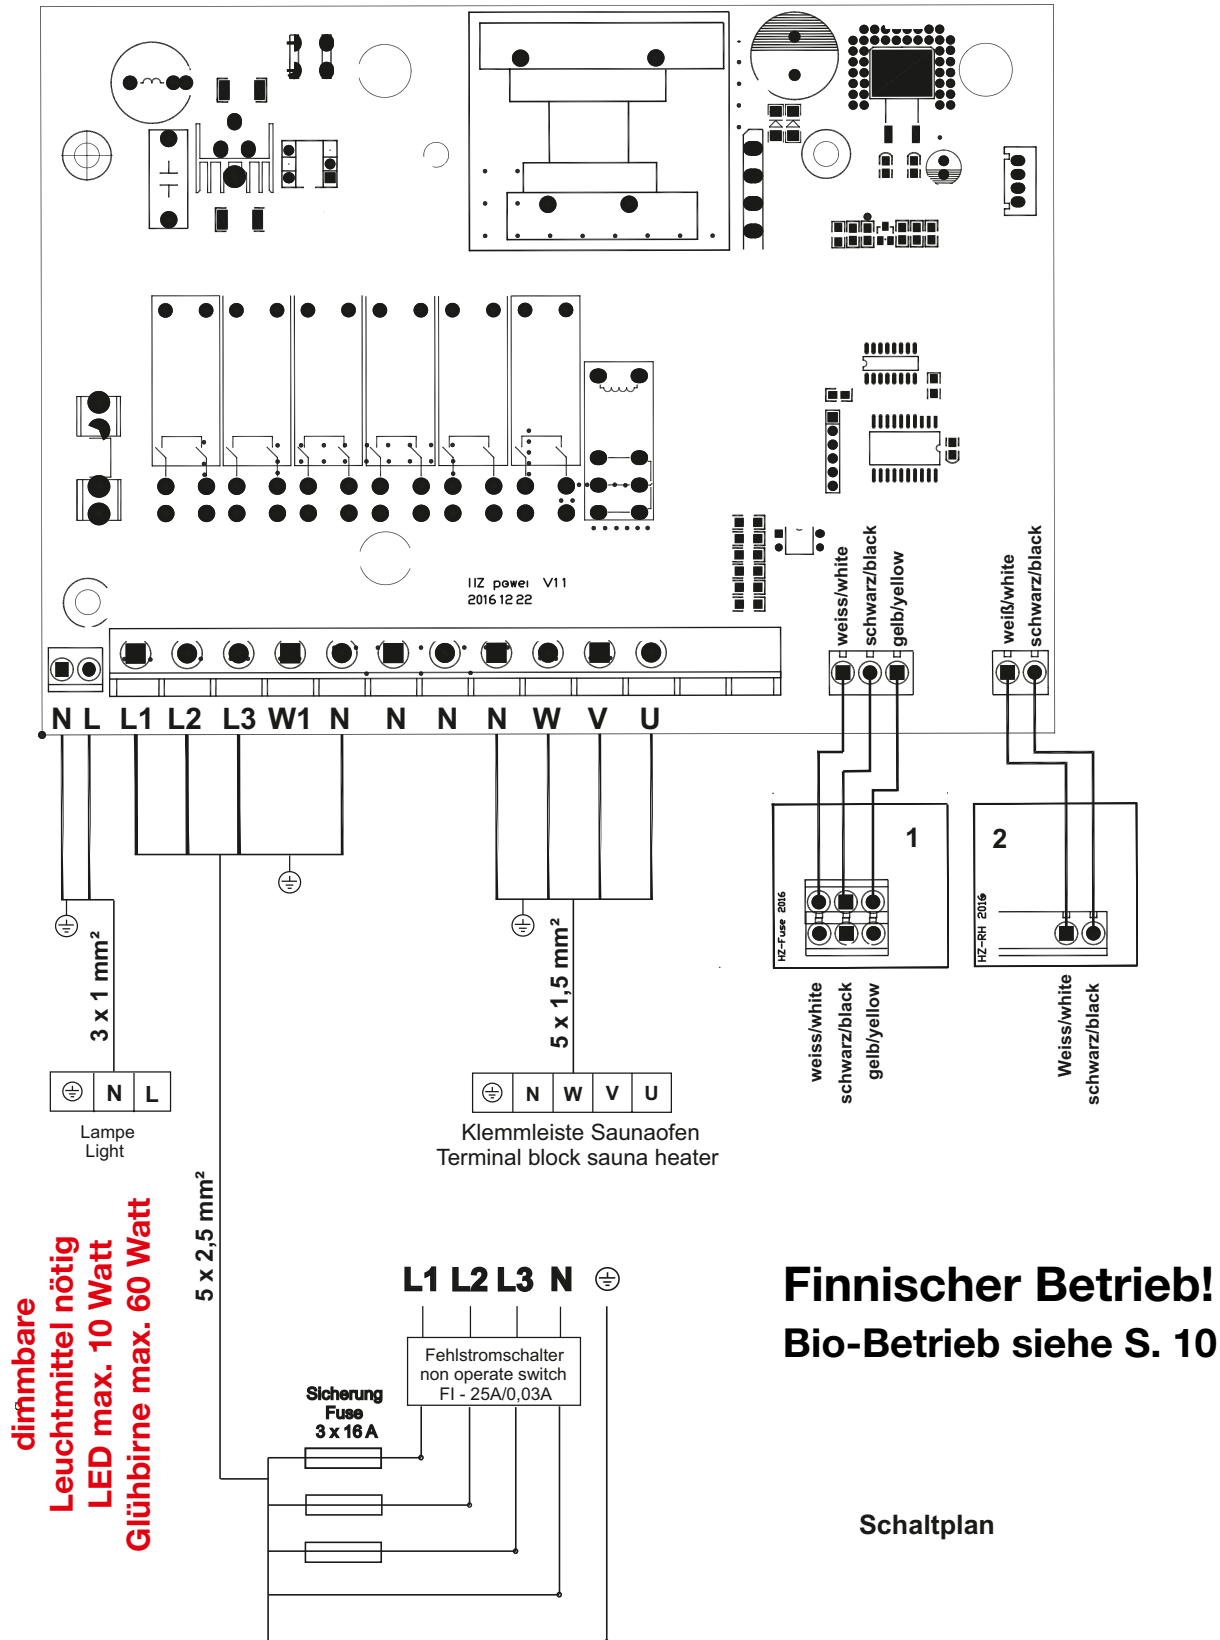 IIZ power V11
2016 12 22
weiss/white
schwarz/black
gelb/yellow
weiß/white
schwarz/black
N L L1 L2 L3 W1 N N N N W V U
1
2
HZ-Fuse 2016
HZ-RH 2016
weiss/white
schwarz/black
gelb/yellow
Weiss/white
schwarz/black
3 x 1 mm²
5 x 1,5 mm²
N L
Lampe
Light
N W V U
Klemmleiste Saunaofen
Terminal block sauna heater
5 x 2,5 mm²
dimmbare
Leuchtmittel nötig
LED max. 10 Watt
Glühbirne max. 60 Watt
L1 L2 L3 N
Fehlstromschalter
non operate switch
FI - 25A/0,03A
Sicherung
Fuse
3 x 16 A
Finnischer Betrieb!
Bio-Betrieb siehe S. 10
Schaltplan